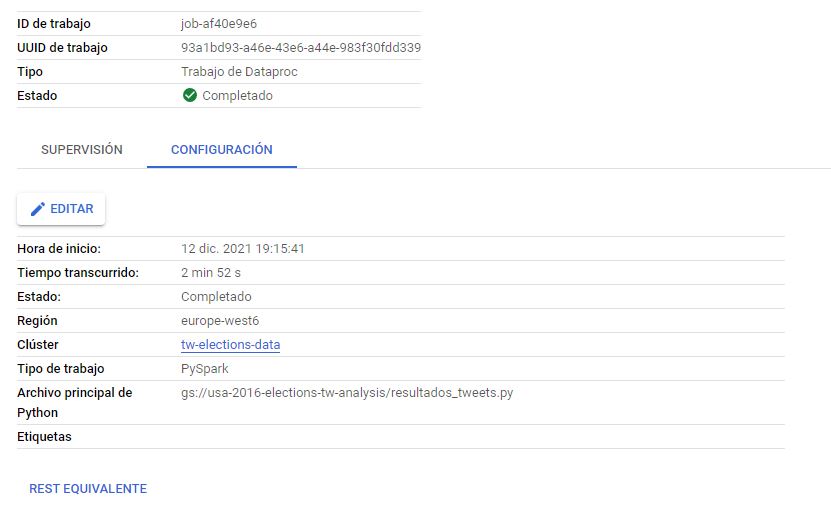 ID de trabajo job-af40e9e6
UUID de trabajo 93a1bd93-a46e-43e6-a44e-983f30fdd339
Tipo Trabajo de Dataproc
Estado Completado
SUPERVISIÓN CONFIGURACIÓN
EDITAR
Hora de inicio: 12 dic. 2021 19:15:41
Tiempo transcurrido: 2 min 52 s
Estado: Completado
Región europe-west6
Clúster tw-elections-data
Tipo de trabajo PySpark
Archivo principal de gs://usa-2016-elections-tw-analysis/resultados_tweets.py
Python
Etiquetas
REST EQUIVALENTE